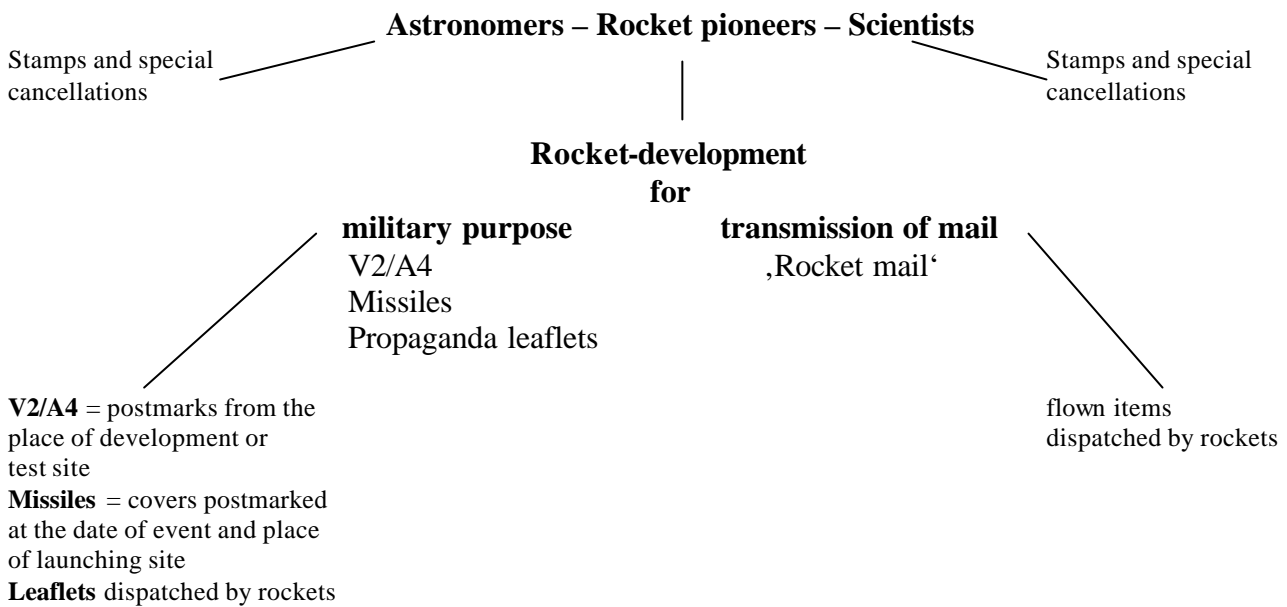 Astronomers – Rocket pioneers – Scientists
Stamps and special
cancellations
Stamps and special
cancellations
Rocket-development
for
military purpose
V2/A4
Missiles
Propaganda leaflets
transmission of mail
‚Rocket mail‘
V2/A4 = postmarks from the
place of development or
test site
Missiles = covers postmarked
at the date of event and place
of launching site
Leaflets dispatched by rockets
flown items
dispatched by rockets